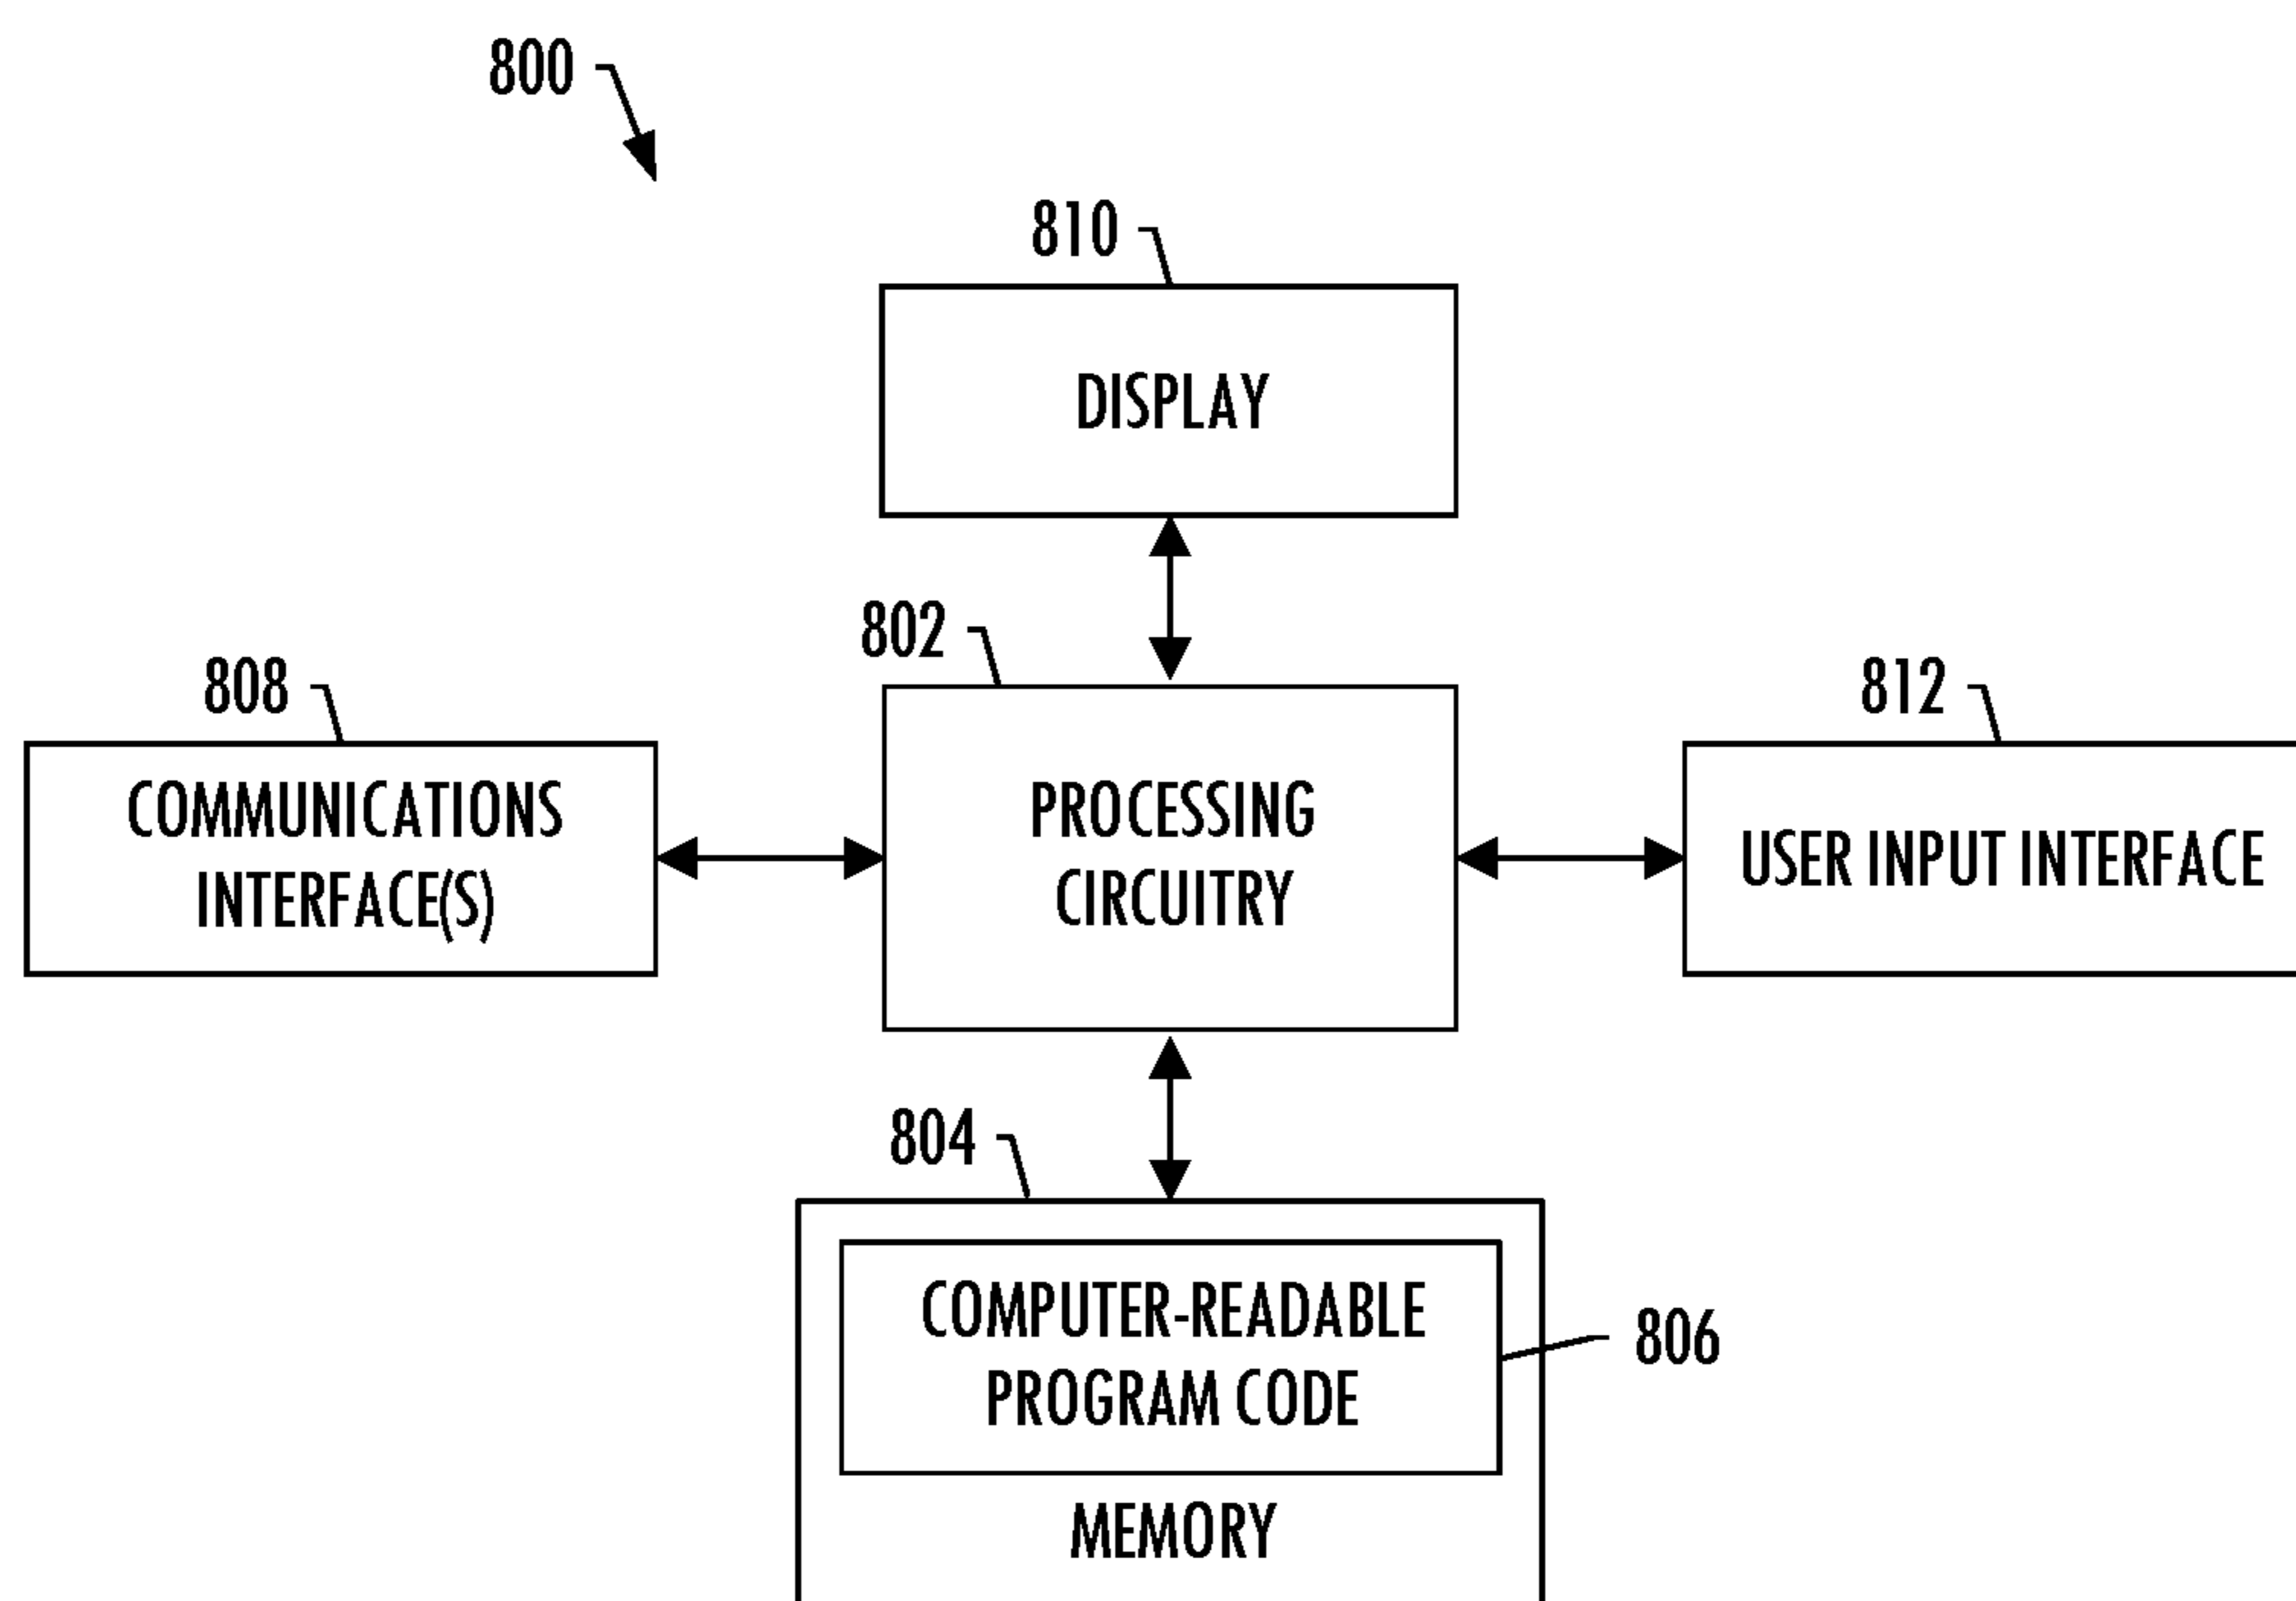 800
810
DISPLAY
802
808
812
COMMUNICATIONS
INTERFACE(S)
PROCESSING
CIRCUITRY
USER INPUT INTERFACE
804
COMPUTER-READABLE
PROGRAM CODE
806
MEMORY